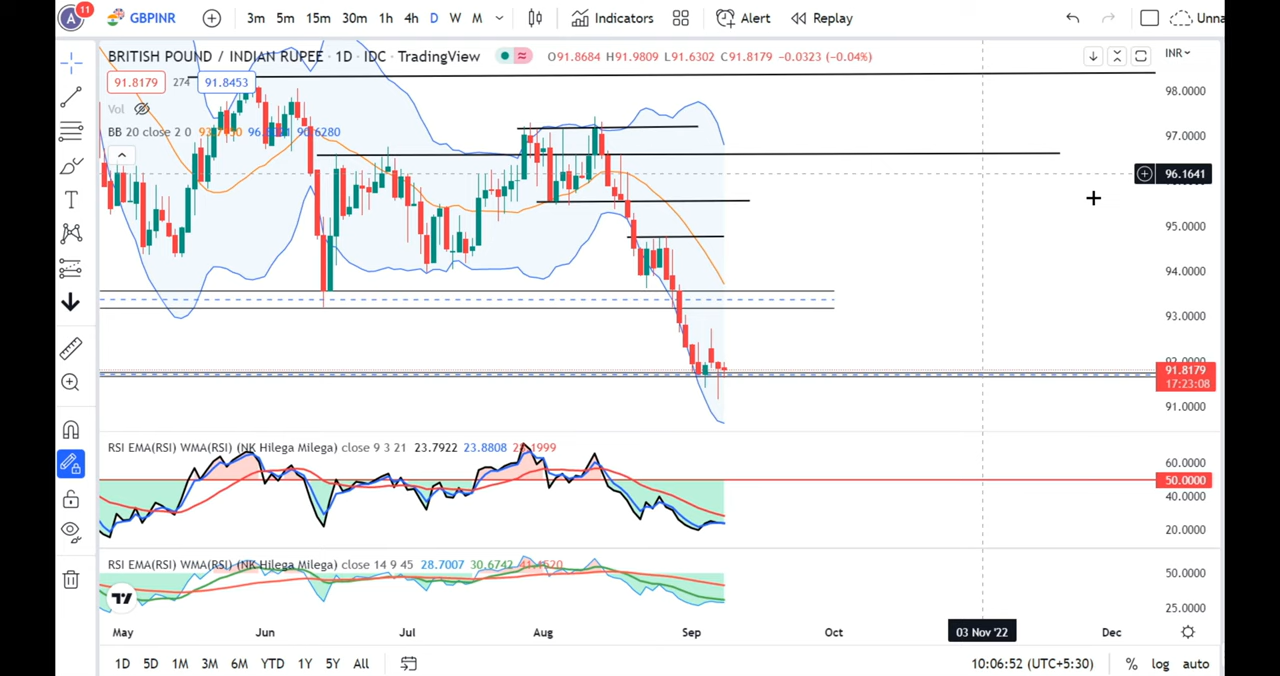 A 11 GBPINR 3m 5m 15m 30m 1h 4h D W M Indicators Alert Replay Unna
BRITISH POUND / INDIAN RUPEE · 1D · IDC · TradingView O91.8684 H91.9809 L91.6302 C91.8179 -0.0323 (-0.04%) INR
91.8179 274 91.8453
98.0000
Vol
BB 20 close 2 0
97.0000
96.1641
95.0000
94.0000
93.0000
92.0000
91.8179
17:23:08
91.0000
RSI EMA(RSI) WMA(RSI) (NK Hilega Milega) close 9 3 21 23.7922 23.8808
60.0000
50.0000
40.0000
20.0000
RSI EMA(RSI) WMA(RSI) (NK Hilega Milega) close 14 9 45 28.7007 30.6742
50.0000
25.0000
May Jun Jul Aug Sep Oct 03 Nov '22 Dec
1D 5D 1M 3M 6M YTD 1Y 5Y All 10:06:52 (UTC+5:30) % log auto